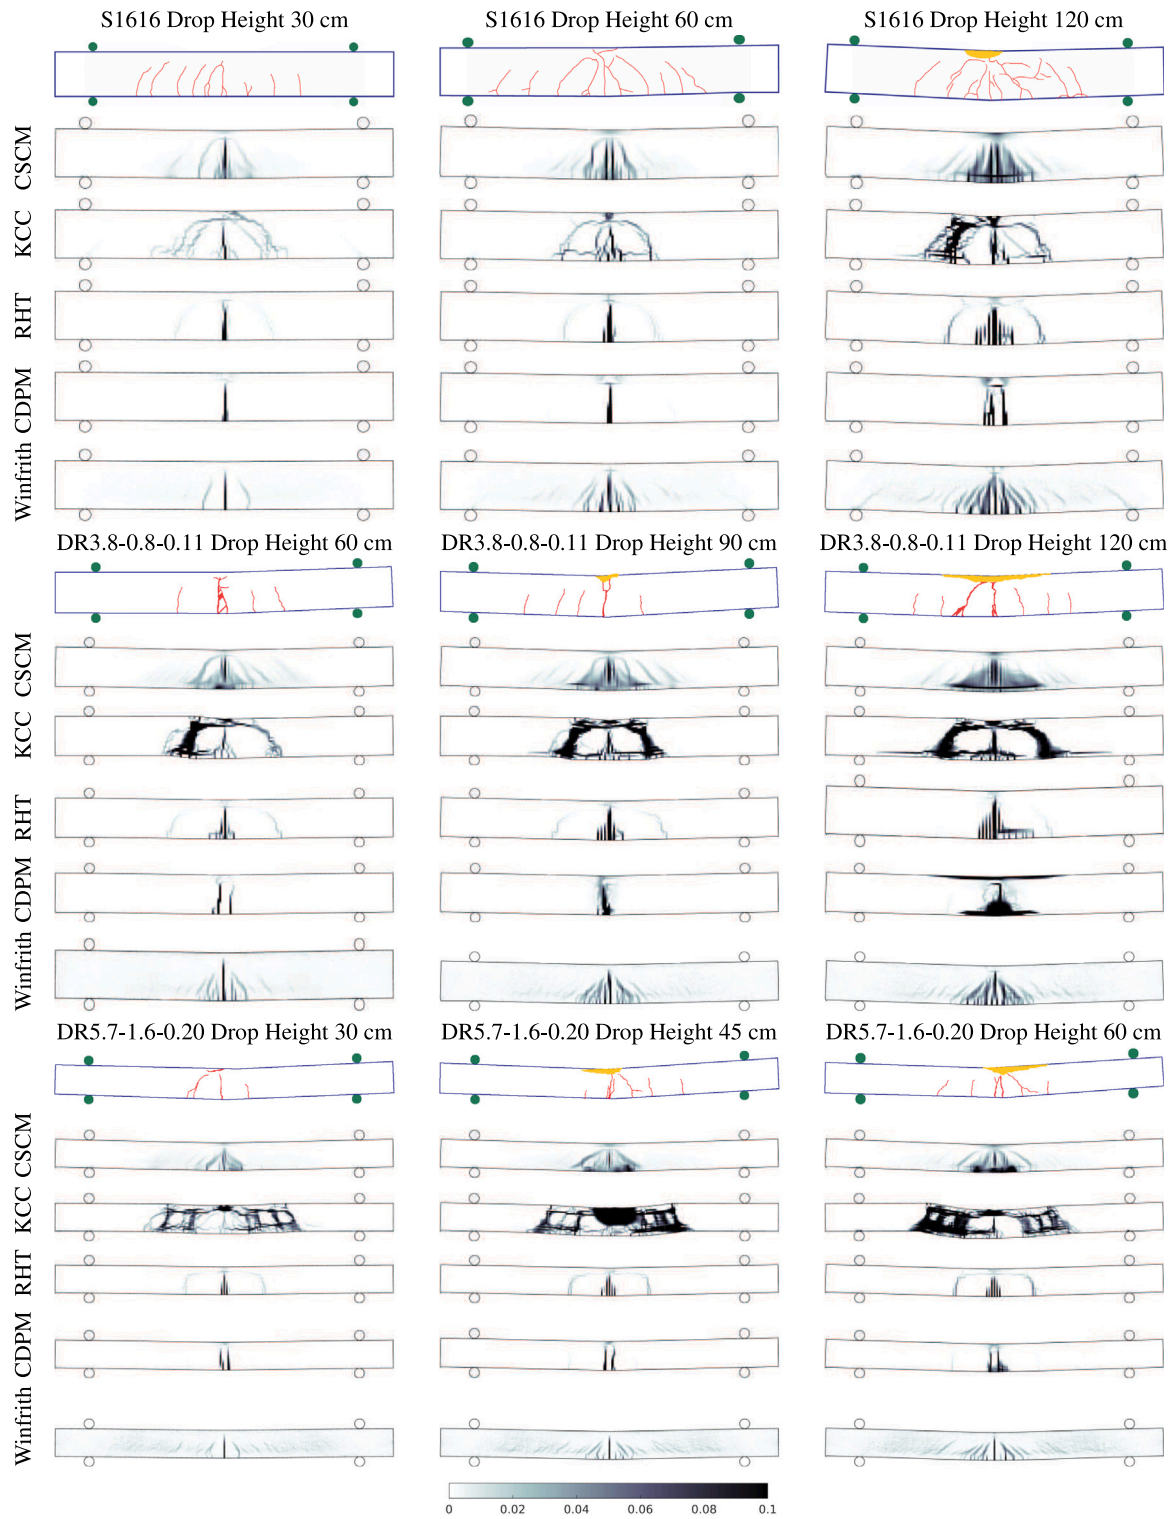 S1616 Drop Height 30 cm
S1616 Drop Height 60 cm
S1616 Drop Height 120 cm
CSCM
KCC
RHT
CDPM
Winfrith
DR3.8-0.8-0.11 Drop Height 60 cm
DR3.8-0.8-0.11 Drop Height 90 cm
DR3.8-0.8-0.11 Drop Height 120 cm
CSCM
KCC
RHT
CDPM
Winfrith
DR5.7-1.6-0.20 Drop Height 30 cm
DR5.7-1.6-0.20 Drop Height 45 cm
DR5.7-1.6-0.20 Drop Height 60 cm
CSCM
KCC
RHT
CDPM
Winfrith
0 0.02 0.04 0.06 0.08 0.1